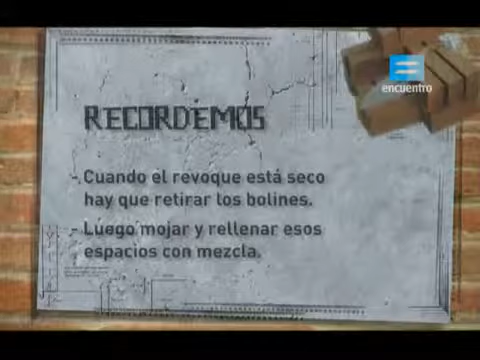 encuentro
RECORDEMOS
- Cuando el revoque está seco
hay que retirar los bolines.
- Luego mojar y rellenar esos
espacios con mezcla.